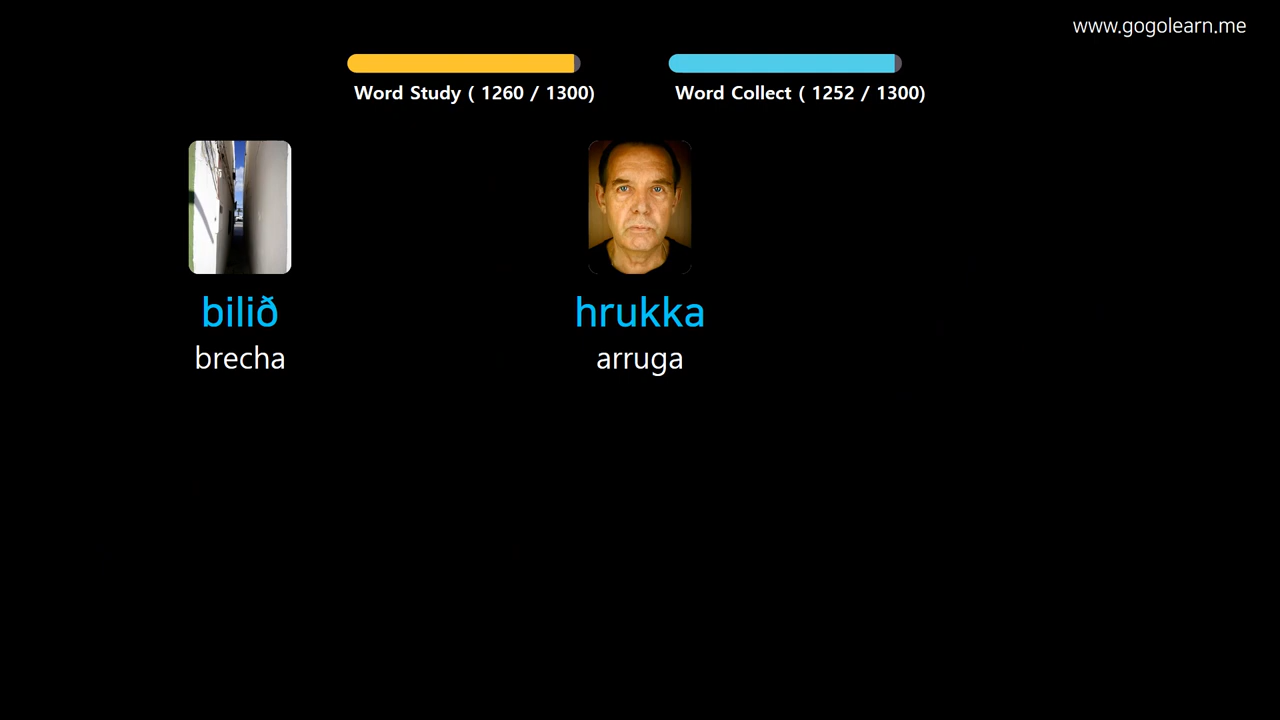 www.gogolearn.me
Word Study ( 1260 / 1300)
Word Collect ( 1252 / 1300)
bilið
hrukka
brecha
arruga